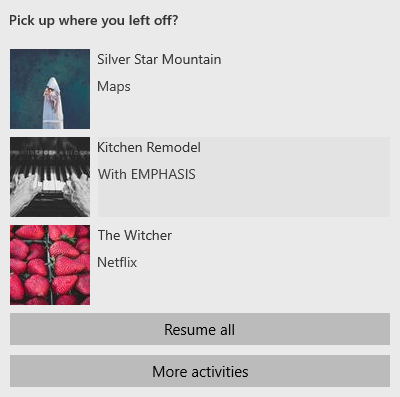 Pick up where you left off?
Silver Star Mountain
Maps
Kitchen Remodel
With EMPHASIS
The Witcher
Netflix
Resume all
More activities